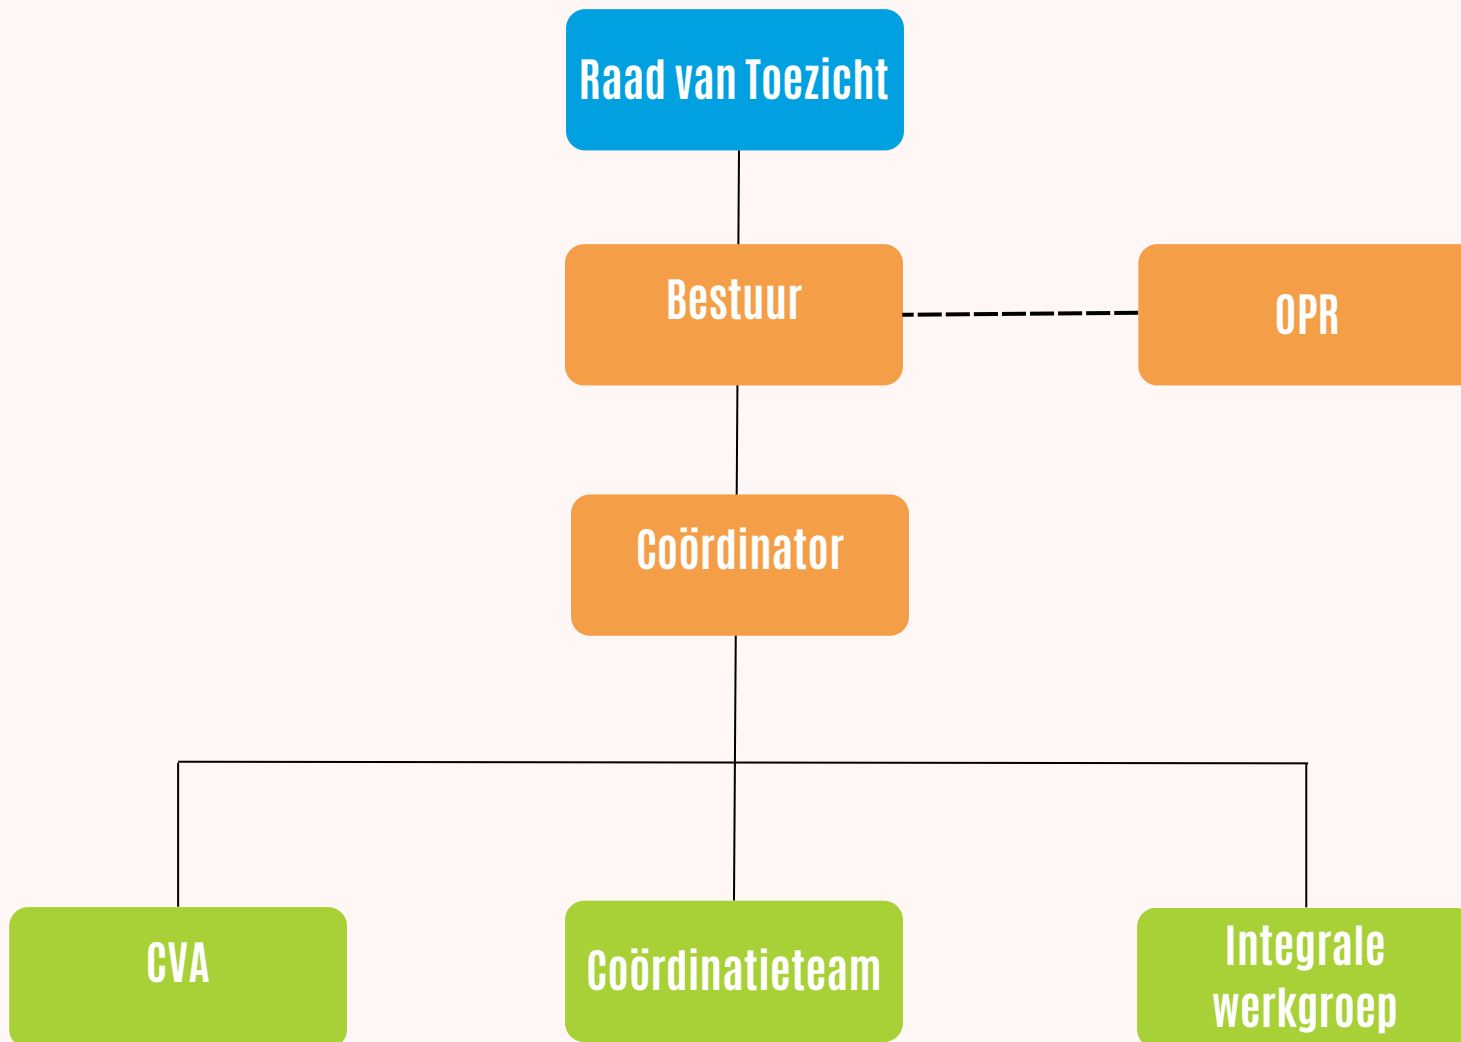 Raad van Toezicht
Bestuur
OPR
Coördinator
CVA
Coördinatieteam
Integrale
werkgroep